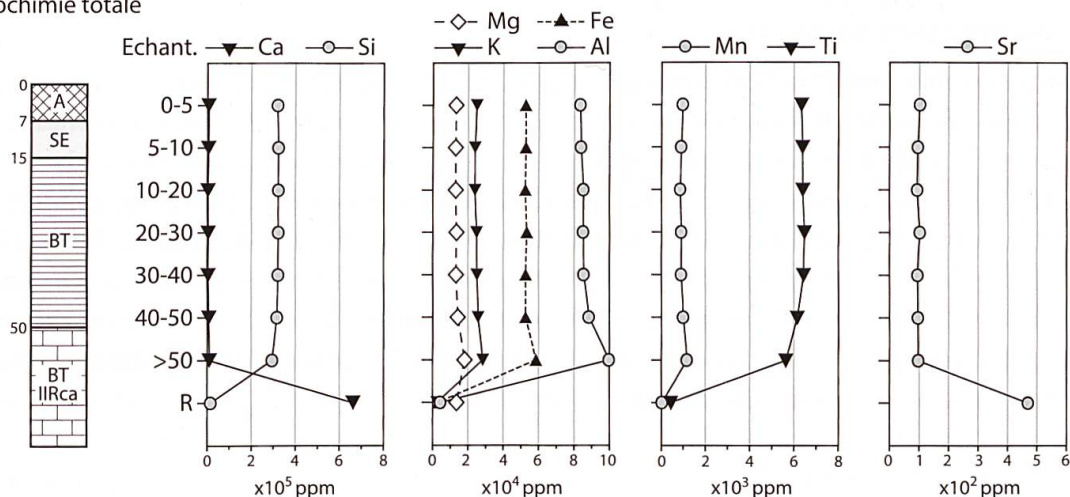 ochimie totale
Mg Fe
Echant. Ca Si K Al Mn Ti Sr
0
A
7
SE
15
BT
50
BT
IIRca
0-5
5-10
10-20
20-30
30-40
40-50
>50
R
0 2 4 6 8
x10⁵ ppm
0 2 4 6 8 10
x10⁴ ppm
0 2 4 6 8
x10³ ppm
0 1 2 3 4 5 6
x10² ppm